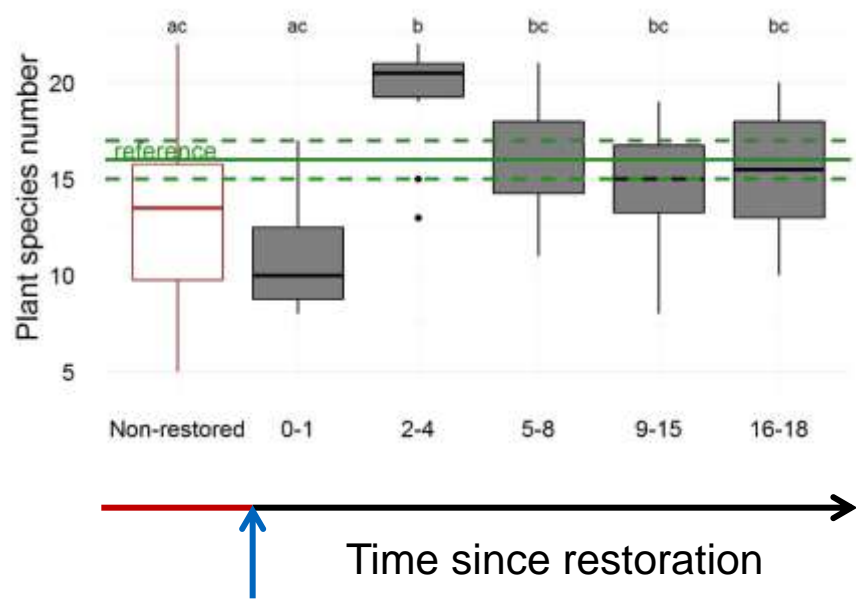 ac ac b bc bc bc
Plant species number
20
15
10
5
reference
Non-restored 0-1 2-4 5-8 9-15 16-18
Time since restoration